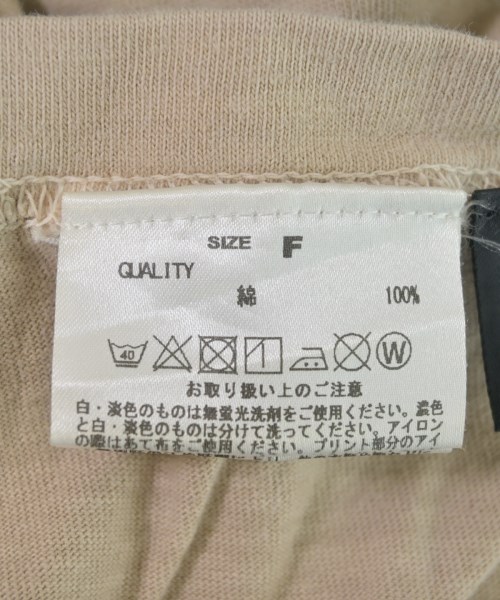 SIZE F
QUALITY
綿 100%
40 W
お取り扱い上のご注意
白・淡色のものは無蛍光洗剤をご使用ください。濃色
と白・淡色のものは分けて洗ってください。アイロン
の際はあて布をご使用ください。プリント部分のアイ